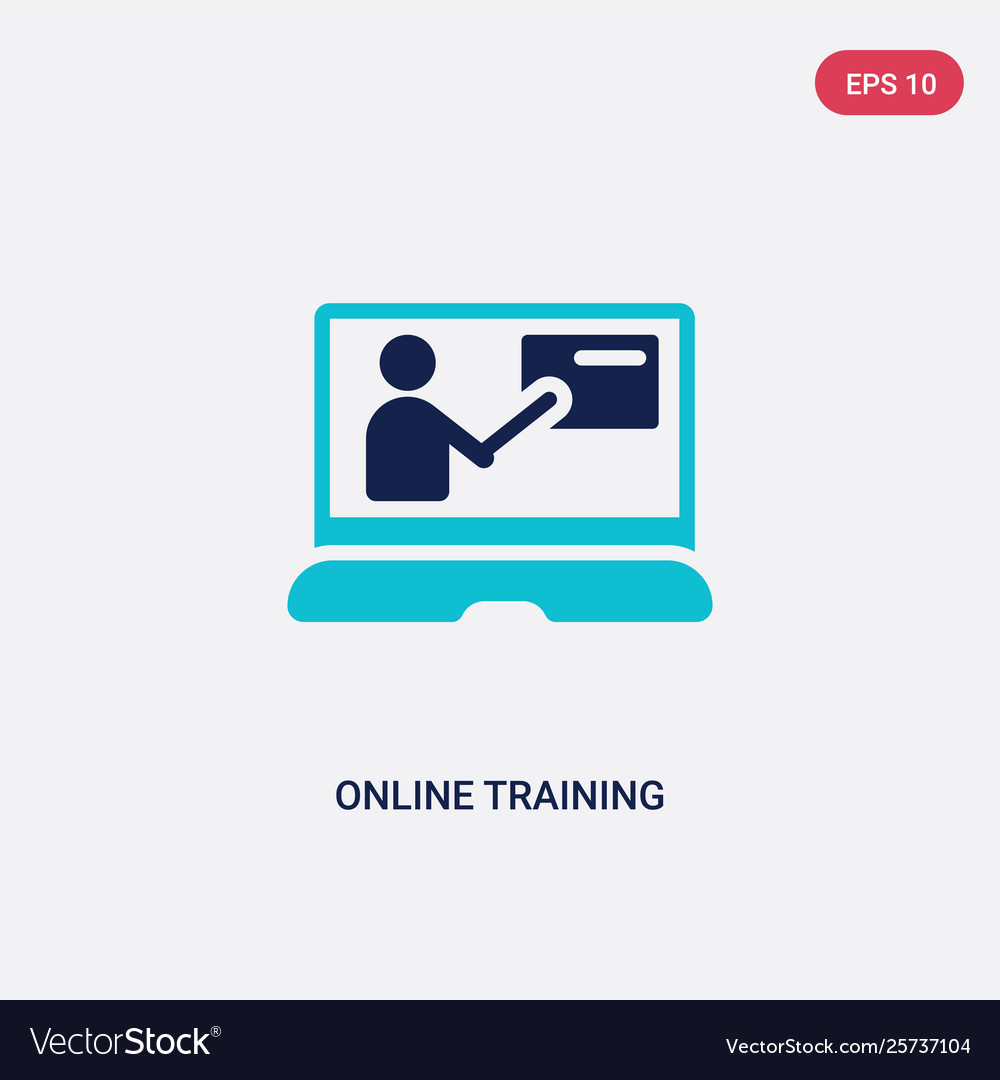 EPS 10
ONLINE TRAINING
VectorStock®
VectorStock.com/25737104